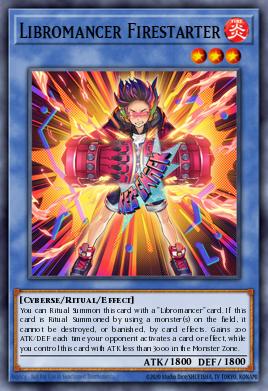 LIBROMANCER FIRESTARTER
FIRE
炎
[CYBERSE/RITUAL/EFFECT]
You can Ritual Summon this card with a "Libromancer" card. If this
card is Ritual Summoned using a monster(s) on the field, it
cannot be destroyed, or banished, by card effects. Gains 200
ATK/DEF each time your opponent activates a card or effect, while
you control this card with ATK less than 3000 in the Monster Zone.
ATK/1800 DEF/1800
©2020 Studio Dice/SHUEISHA, TV TOKYO, KONAMI